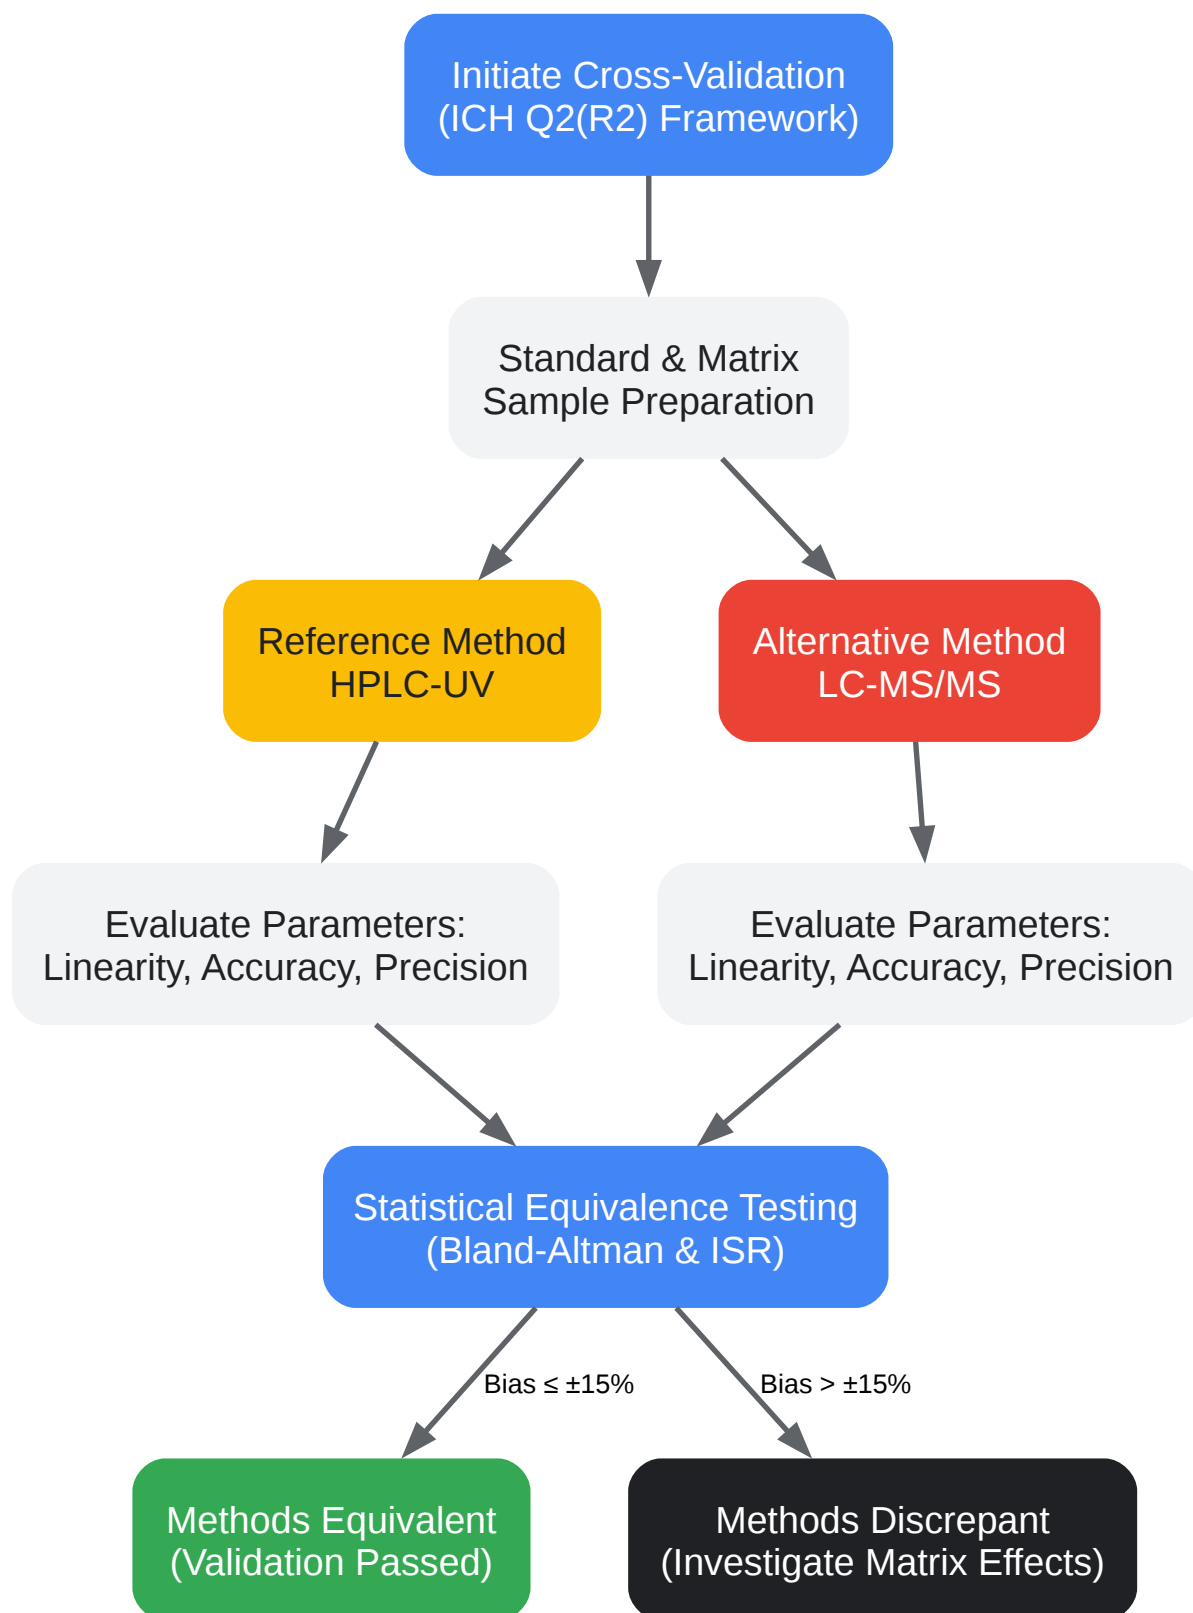 Initiate Cross-Validation
(ICH Q2(R2) Framework)
Standard & Matrix
Sample Preparation
Reference Method
HPLC-UV
Alternative Method
LC-MS/MS
Evaluate Parameters:
Linearity, Accuracy, Precision
Evaluate Parameters:
Linearity, Accuracy, Precision
Statistical Equivalence Testing
(Bland-Altman & ISR)
Bias ≤ ±15%
Bias > ±15%
Methods Equivalent
(Validation Passed)
Methods Discrepant
(Investigate Matrix Effects)